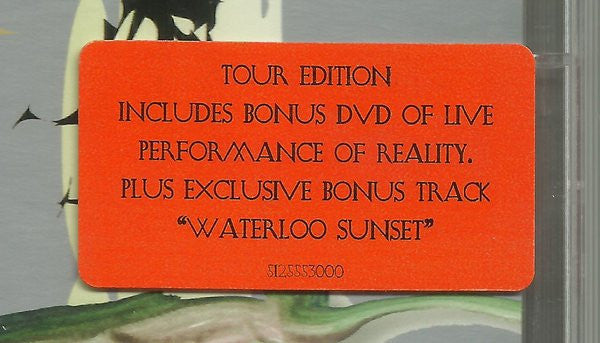 TOUR EDITION
INCLUDES BONUS DVD OF LIVE
PERFORMANCE OF REALITY.
PLUS EXCLUSIVE BONUS TRACK
“WATERLOO SUNSET”
5125553000